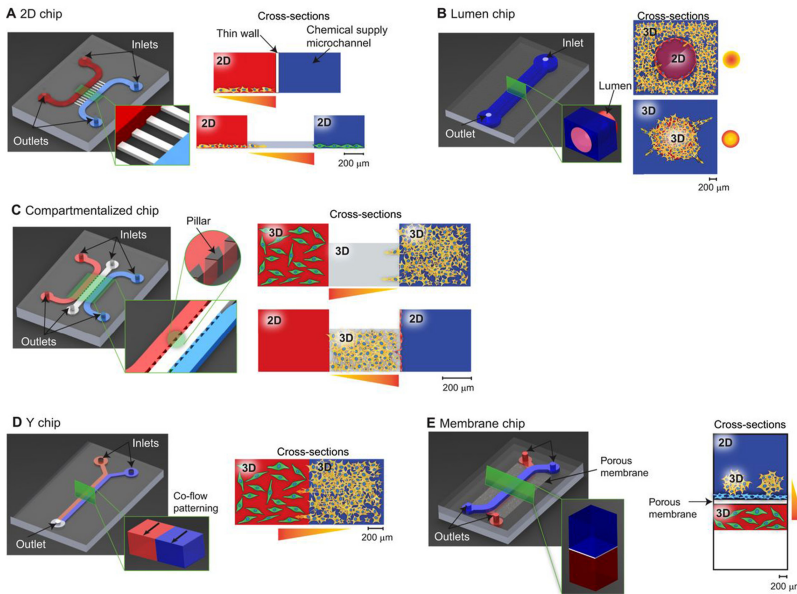 A 2D chip
Cross-sections
Thin wall
Chemical supply
microchannel
Inlets
2D
Outlets
2D
2D
200 µm
B Lumen chip
Cross-sections
3D
2D
Inlet
Lumen
Outlet
3D
3D
200 µm
C Compartmentalized chip
Cross-sections
Pillar
Inlets
3D
3D
3D
Outlets
2D
3D
2D
200 µm
D Y chip
Inlets
Cross-sections
3D
3D
Co-flow
patterning
Outlet
200 µm
E Membrane chip
Cross-sections
Inlets
2D
Porous
membrane
3D
Porous
membrane
3D
Outlets
200 µm